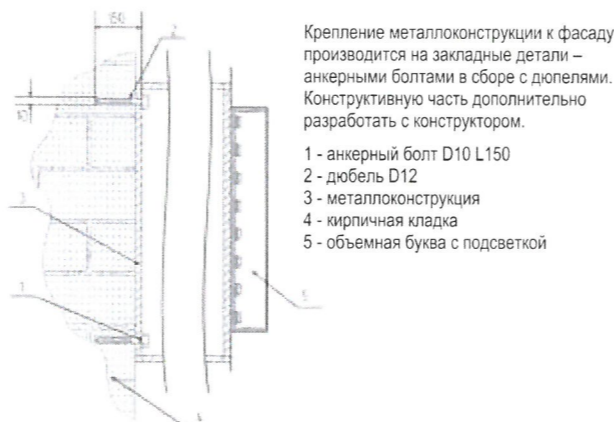 150
2
Крепление металлоконструкции к фасаду
производится на закладные детали –
анкерными болтами в сборе с дюпелями.
Конструктивную часть дополнительно
разработать с конструктором.
1 - анкерный болт D10 L150
2 - дюбель D12
3 - металлоконструкция
4 - кирпичная кладка
5 - объемная буква с подсветкой
3
1
5
4